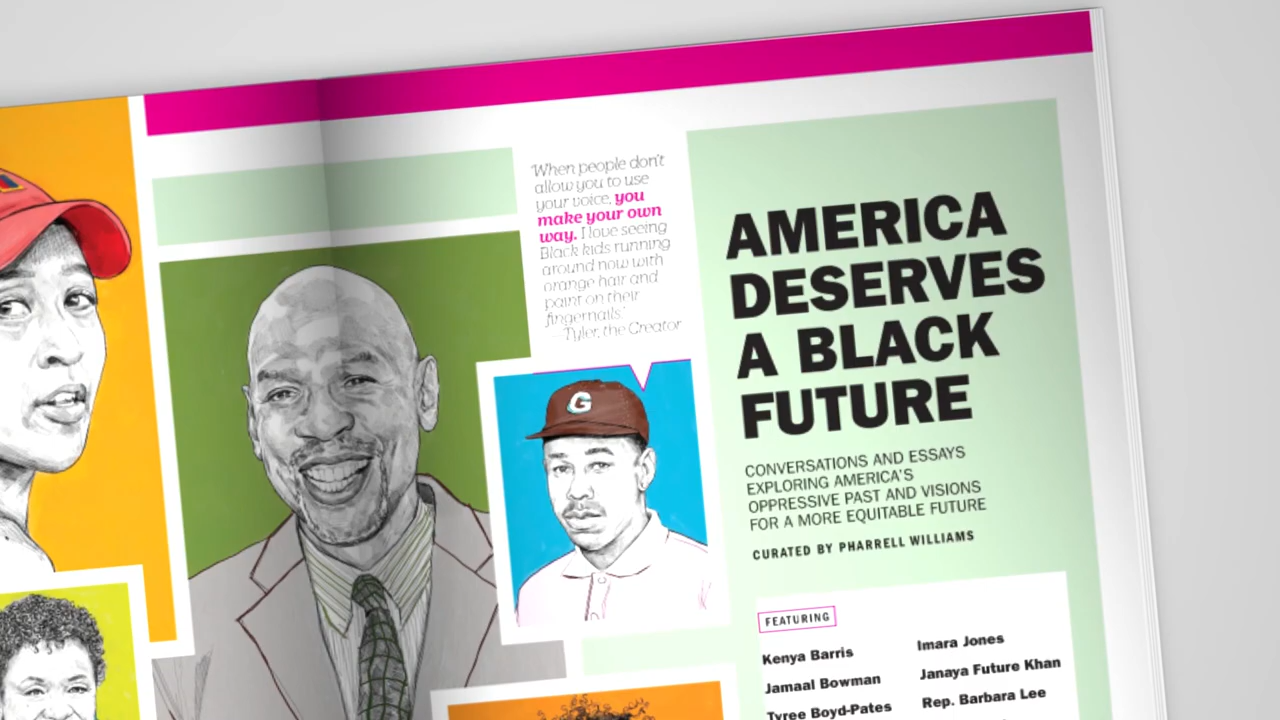 ‘When people don’t
allow you to use
your voice, you
make your own
way. I love seeing
Black kids running
around now with
orange hair and
paint on their
fingernails.’
—Tyler, the Creator
G
AMERICA
DESERVES
A BLACK
FUTURE
CONVERSATIONS AND ESSAYS
EXPLORING AMERICA’S
OPPRESSIVE PAST AND VISIONS
FOR A MORE EQUITABLE FUTURE
CURATED BY PHARRELL WILLIAMS
FEATURING
Kenya Barris
Jamaal Bowman
Tyree Boyd-Pates
Imara Jones
Janaya Future Khan
Rep. Barbara Lee